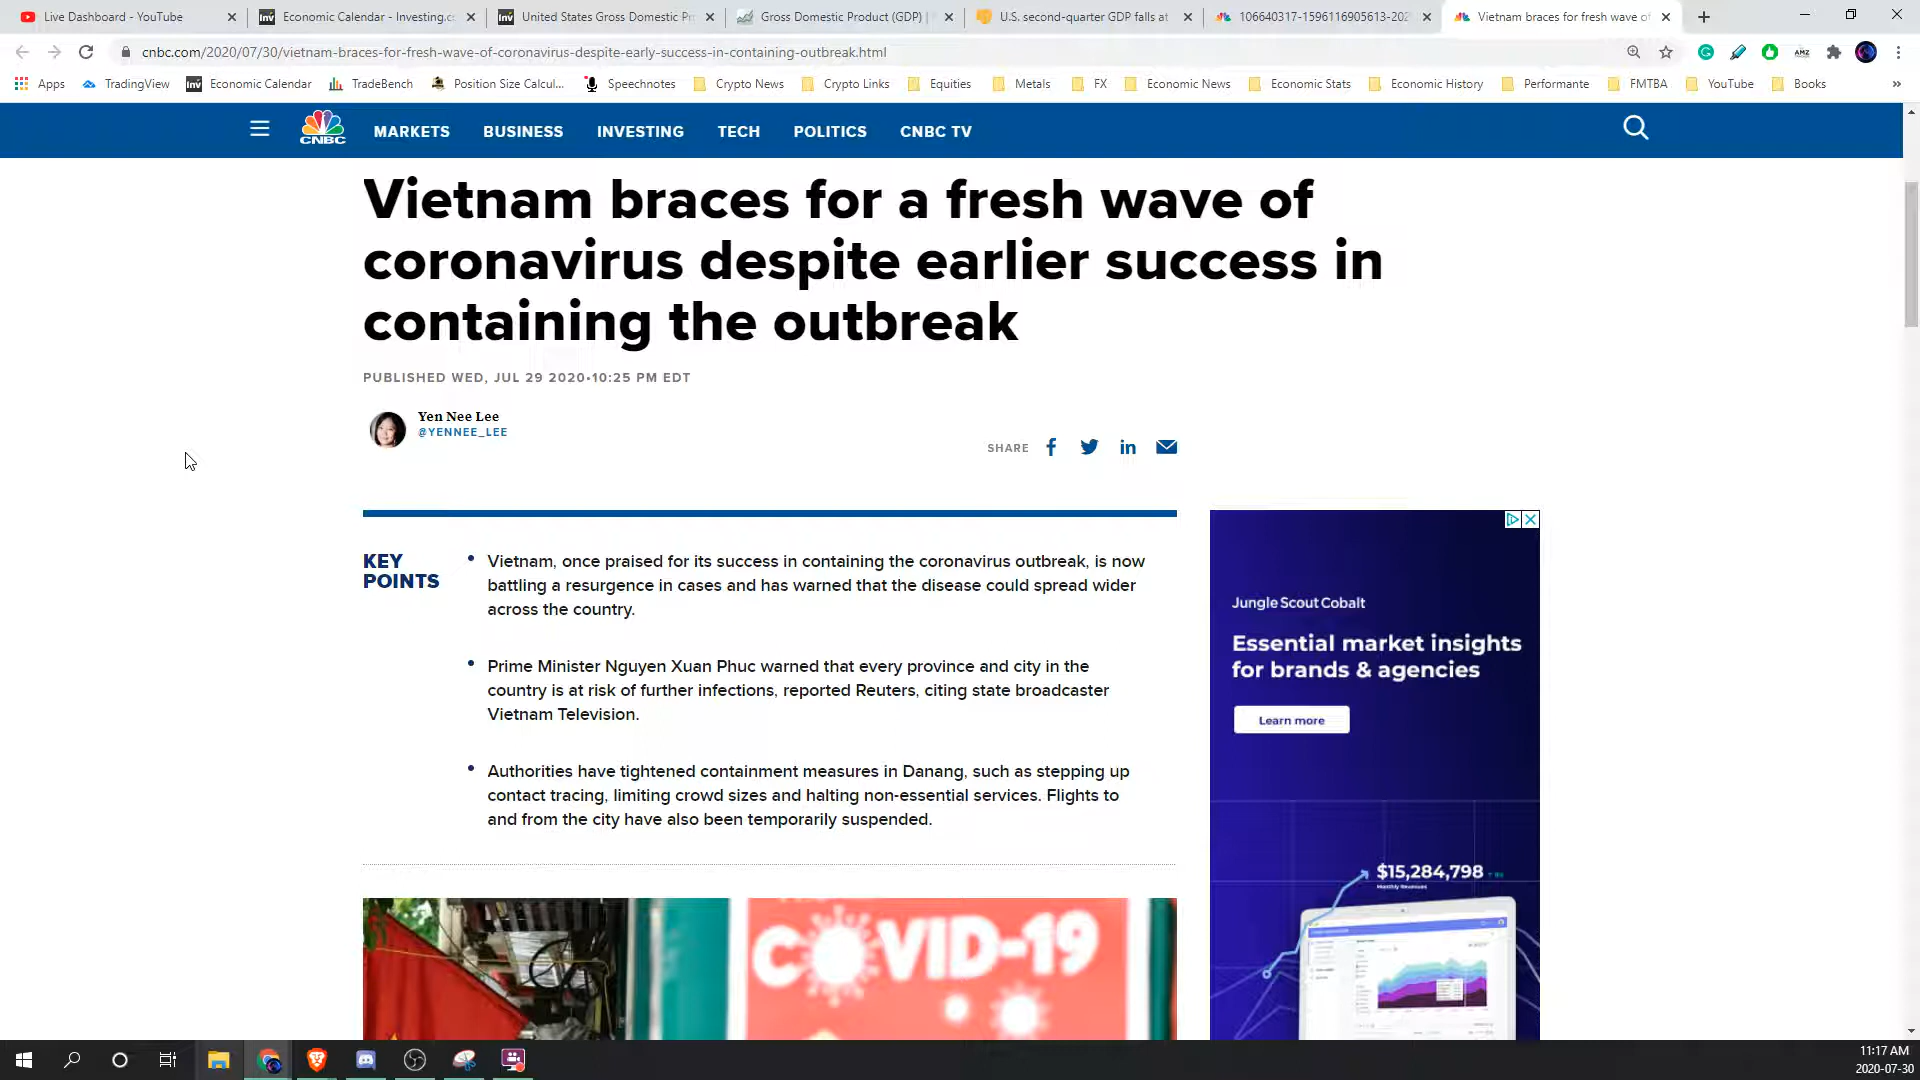 Live Dashboard - YouTube
Economic Calendar - Investing.c
United States Gross Domestic Pr
Gross Domestic Product (GDP) |
U.S. second-quarter GDP falls at
106640317-1596116905613-202
Vietnam braces for fresh wave of
cnbc.com/2020/07/30/vietnam-braces-for-fresh-wave-of-coronavirus-despite-early-success-in-containing-outbreak.html
Apps TradingView Economic Calendar TradeBench Position Size Calcul... Speechnotes Crypto News Crypto Links Equities Metals FX Economic News Economic Stats Economic History Performante FMTBA YouTube Books
CNBC MARKETS BUSINESS INVESTING TECH POLITICS CNBC TV
Vietnam braces for a fresh wave of
coronavirus despite earlier success in
containing the outbreak
PUBLISHED WED, JUL 29 2020•10:25 PM EDT
Yen Nee Lee
@YENNEE_LEE
SHARE
KEY
POINTS
• Vietnam, once praised for its success in containing the coronavirus outbreak, is now
battling a resurgence in cases and has warned that the disease could spread wider
across the country.
• Prime Minister Nguyen Xuan Phuc warned that every province and city in the
country is at risk of further infections, reported Reuters, citing state broadcaster
Vietnam Television.
• Authorities have tightened containment measures in Danang, such as stepping up
contact tracing, limiting crowd sizes and halting non-essential services. Flights to
and from the city have also been temporarily suspended.
COVID-19
Jungle Scout Cobalt
Essential market insights
for brands & agencies
Learn more
$15,284,798
Monthly Revenues
11:17 AM
2020-07-30